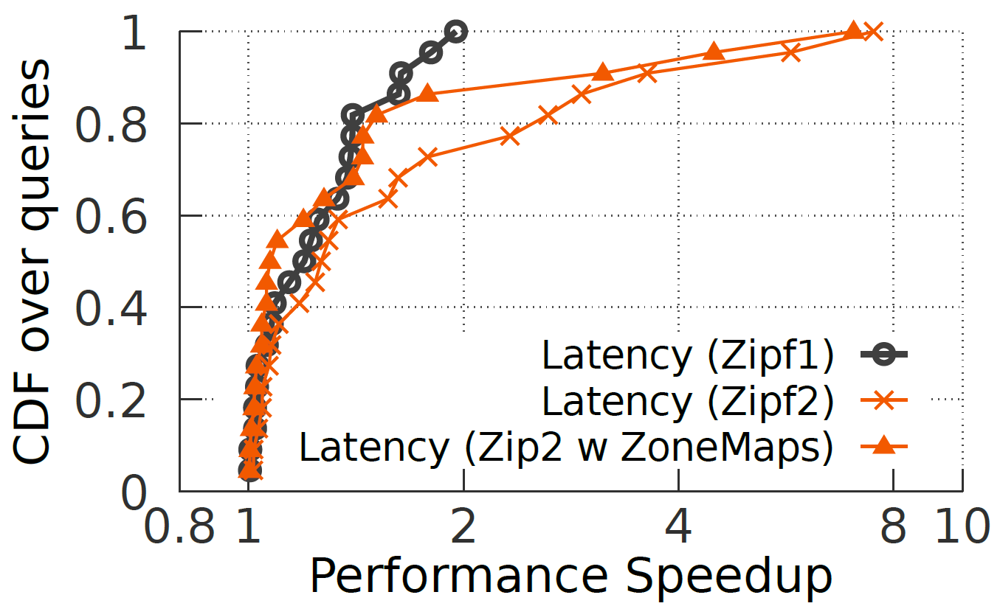 CDF over queries
1
0.8
0.6
0.4
0.2
0
0.8 1 2 4 8 10
Performance Speedup
Latency (Zipf1)
Latency (Zipf2)
Latency (Zip2 w ZoneMaps)